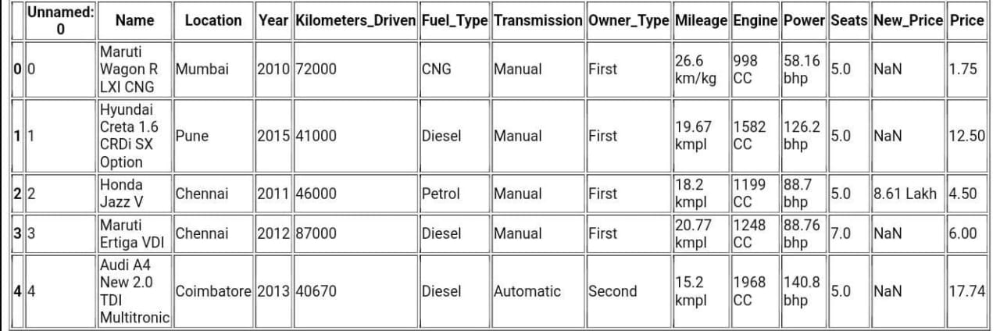 Unnamed: 0 Name Location Year Kilometers_Driven Fuel_Type Transmission Owner_Type Mileage Engine Power Seats New_Price Price
0 0 Maruti Wagon R LXI CNG Mumbai 2010 72000 CNG Manual First 26.6 km/kg 998 CC 58.16 bhp 5.0 NaN 1.75
1 1 Hyundai Creta 1.6 CRDi SX Option Pune 2015 41000 Diesel Manual First 19.67 kmpl 1582 CC 126.2 bhp 5.0 NaN 12.50
2 2 Honda Jazz V Chennai 2011 46000 Petrol Manual First 18.2 kmpl 1199 CC 88.7 bhp 5.0 8.61 Lakh 4.50
3 3 Maruti Ertiga VDI Chennai 2012 87000 Diesel Manual First 20.77 kmpl 1248 CC 88.76 bhp 7.0 NaN 6.00
4 4 Audi A4 New 2.0 TDI Multitronic Coimbatore 2013 40670 Diesel Automatic Second 15.2 kmpl 1968 CC 140.8 bhp 5.0 NaN 17.74